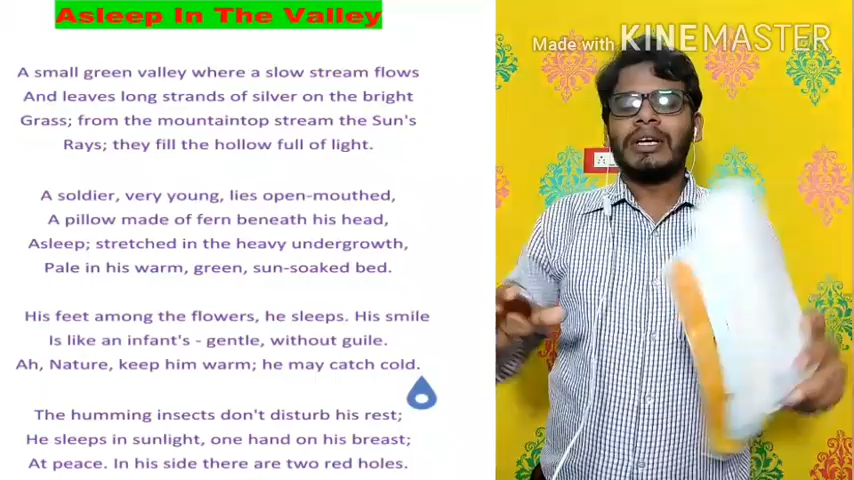 Asleep In The Valley
Made with KINEMASTER
A small green valley where a slow stream flows
And leaves long strands of silver on the bright
Grass; from the mountaintop stream the Sun's
Rays; they fill the hollow full of light.
A soldier, very young, lies open-mouthed,
A pillow made of fern beneath his head,
Asleep; stretched in the heavy undergrowth,
Pale in his warm, green, sun-soaked bed.
His feet among the flowers, he sleeps. His smile
Is like an infant's - gentle, without guile.
Ah, Nature, keep him warm; he may catch cold.
The humming insects don't disturb his rest;
He sleeps in sunlight, one hand on his breast;
At peace. In his side there are two red holes.